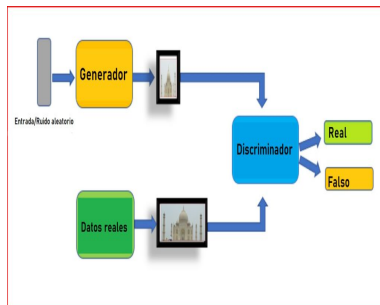 Generador
Entrada/Ruido aleatorio
Discriminador
Real
Falso
Datos reales